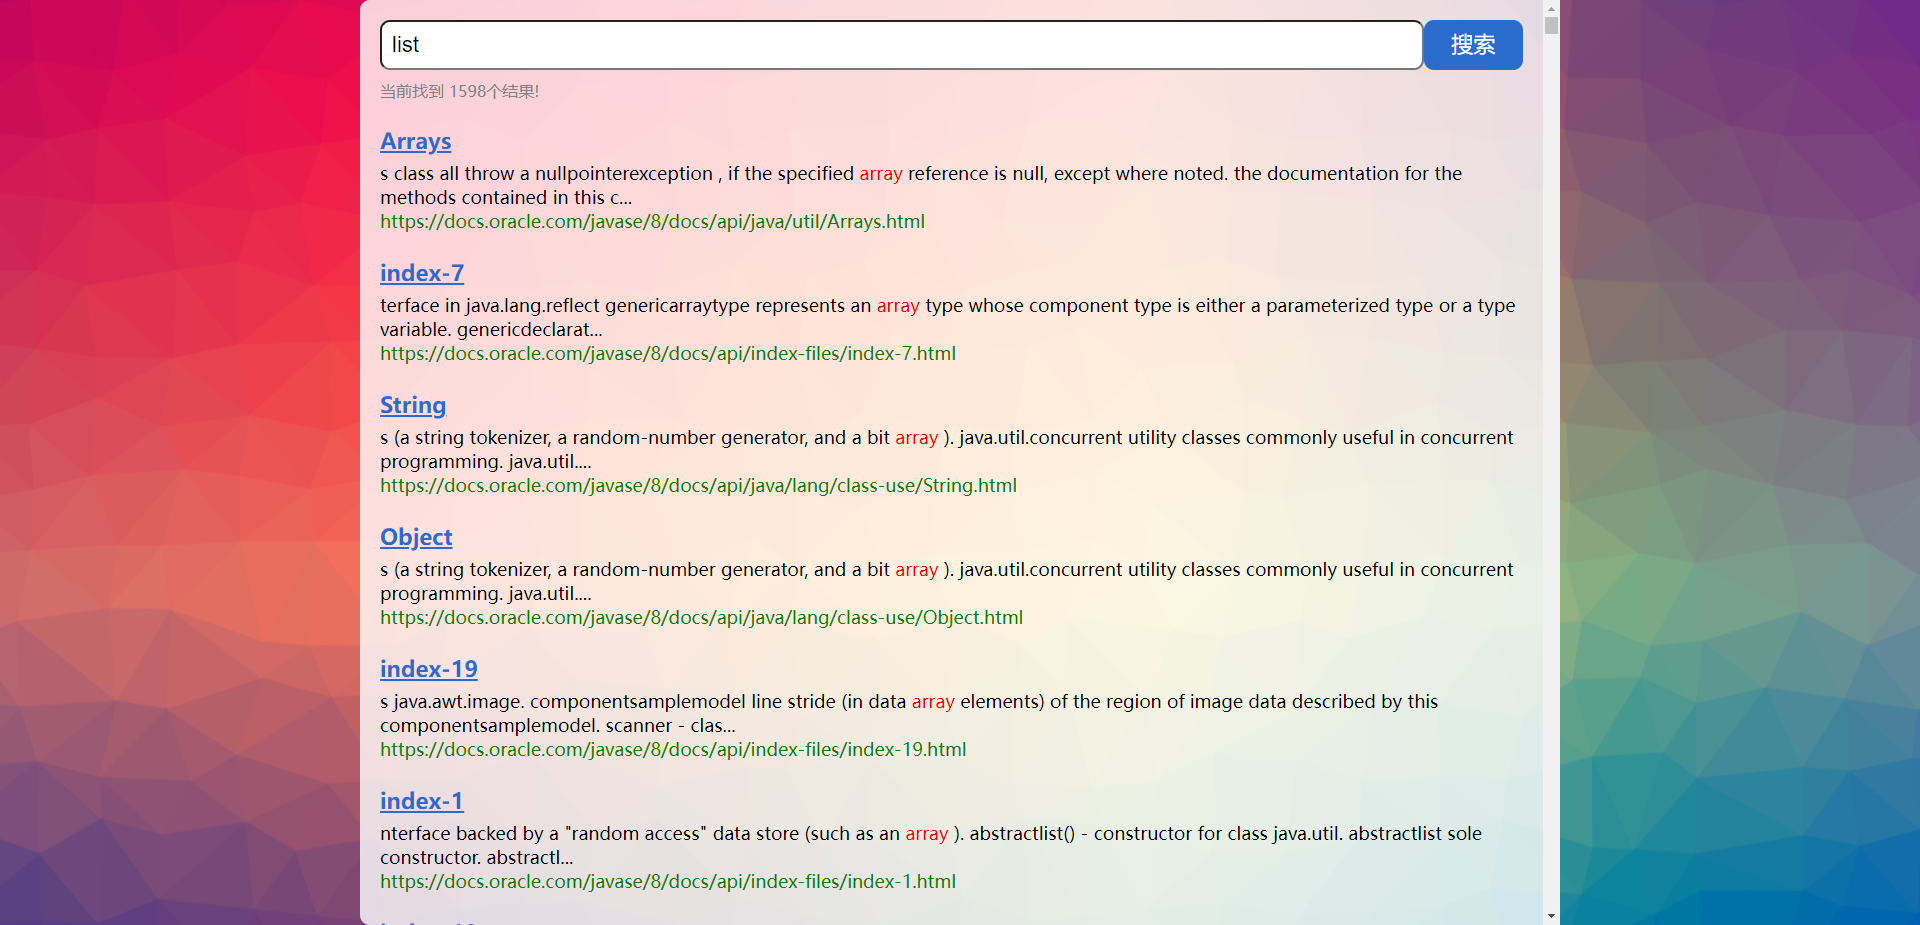 list
搜索
当前找到 1598个结果!
Arrays
s class all throw a nullpointerexception , if the specified array reference is null, except where noted. the documentation for the
methods contained in this c...
https://docs.oracle.com/javase/8/docs/api/java/util/Arrays.html
index-7
terface in java.lang.reflect genericarraytype represents an array type whose component type is either a parameterized type or a type
variable. genericdeclarat...
https://docs.oracle.com/javase/8/docs/api/index-files/index-7.html
String
s (a string tokenizer, a random-number generator, and a bit array ). java.util.concurrent utility classes commonly useful in concurrent
programming. java.util....
https://docs.oracle.com/javase/8/docs/api/java/lang/class-use/String.html
Object
s (a string tokenizer, a random-number generator, and a bit array ). java.util.concurrent utility classes commonly useful in concurrent
programming. java.util....
https://docs.oracle.com/javase/8/docs/api/java/lang/class-use/Object.html
index-19
s java.awt.image. componentsamplemodel line stride (in data array elements) of the region of image data described by this
componentsamplemodel. scanner - clas...
https://docs.oracle.com/javase/8/docs/api/index-files/index-19.html
index-1
nterface backed by a "random access" data store (such as an array ). abstractlist() - constructor for class java.util. abstractlist sole
constructor. abstractl...
https://docs.oracle.com/javase/8/docs/api/index-files/index-1.html